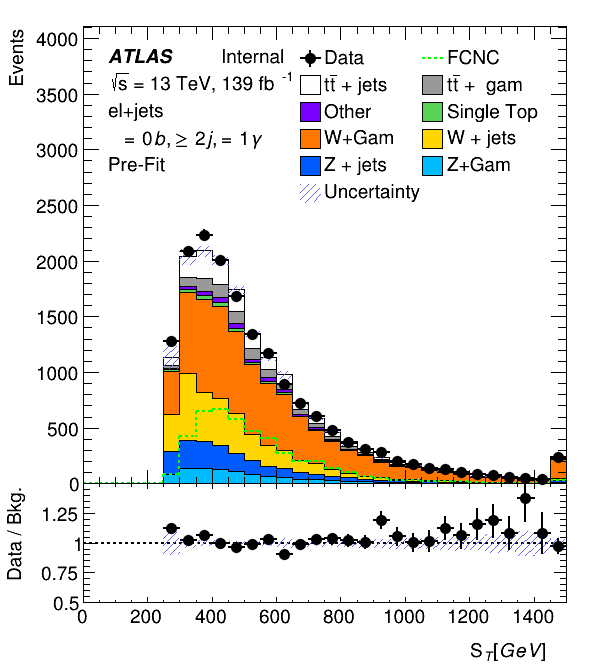 Events
4000
3500
3000
2500
2000
1500
1000
500
0
ATLAS Internal
√s = 13 TeV, 139 fb⁻¹
el+jets
= 0b, ≥ 2j, = 1γ
Pre-Fit
Data
FCNC
tt̄ + jets
tt̄ + gam
Other
Single Top
W+Gam
W + jets
Z + jets
Z+Gam
Uncertainty
Data / Bkg.
1.25
1
0.75
0.5
0 200 400 600 800 1000 1200 1400
S_T[GeV]